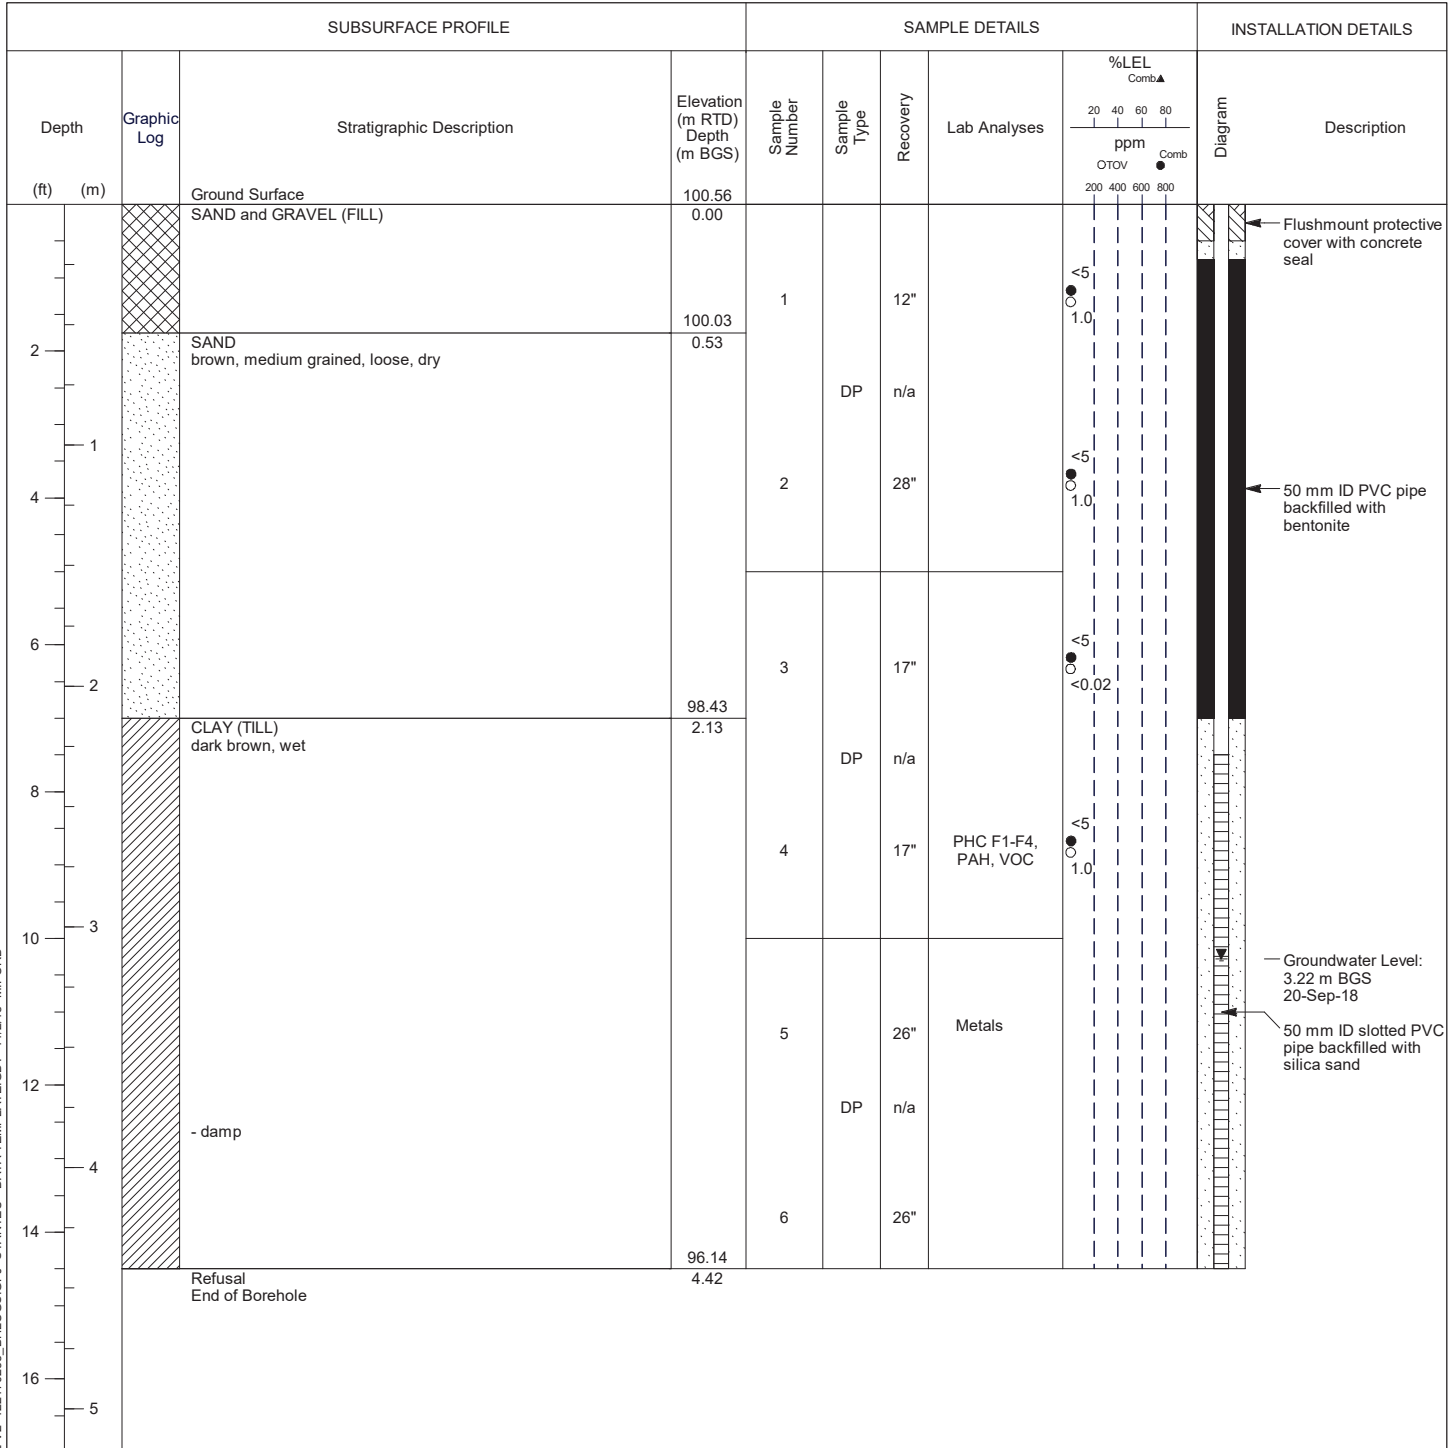 SUBSURFACE PROFILE
SAMPLE DETAILS
INSTALLATION DETAILS
Depth
(ft) (m)
Graphic
Log
Stratigraphic Description
Elevation
(m RTD)
Depth
(m BGS)
Sample
Number
Sample
Type
Recovery
Lab Analyses
%LEL
Comb▲
20 40 60 80
ppm
OTOV ● Comb
200 400 600 800
Diagram
Description
Ground Surface 100.56
SAND and GRAVEL (FILL) 0.00
100.03
SAND 0.53
brown, medium grained, loose, dry
98.43
CLAY (TILL) 2.13
dark brown, wet
- damp
96.14
Refusal 4.42
End of Borehole
2
4
6
8
10
12
14
16
1
2
3
4
5
1 12"
<5
1.0
DP n/a
2 28"
<5
1.0
3 17"
<5
<0.02
DP n/a
4 17" PHC F1-F4,
PAH, VOC
<5
1.0
5 26" Metals
DP n/a
6 26"
Flushmount protective
cover with concrete
seal
50 mm ID PVC pipe
backfilled with
bentonite
Groundwater Level:
3.22 m BGS
20-Sep-18
50 mm ID slotted PVC
pipe backfilled with
silica sand